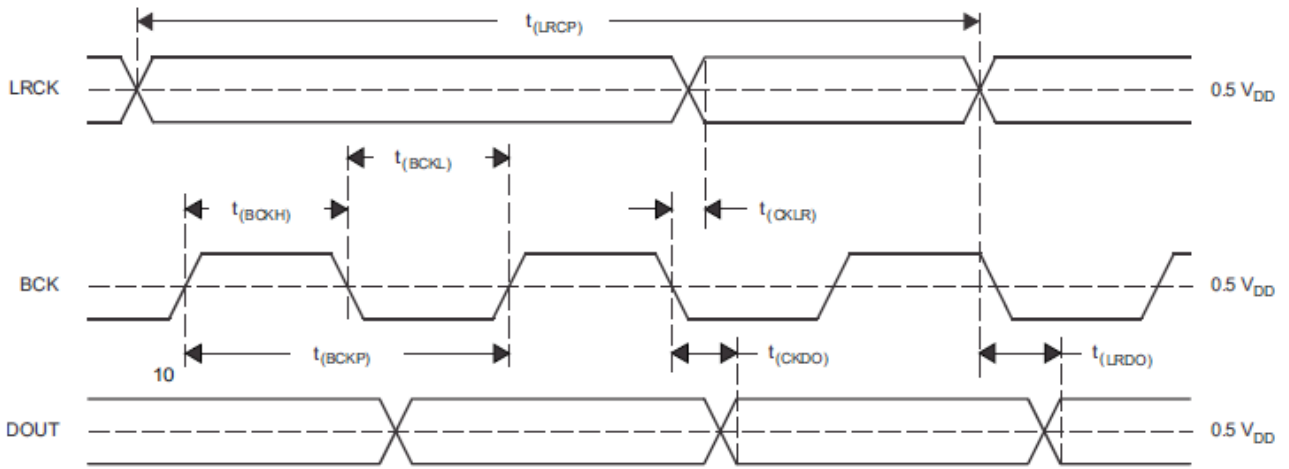 t(LRCP)
LRCK 0.5 VDD
t(BCKL)
t(BCKH) t(CKLR)
BCK 0.5 VDD
t(BCKP) t(CKDO) t(LRDO)
10
DOUT 0.5 VDD